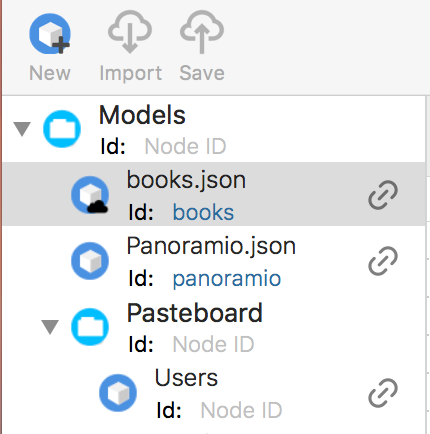 New Import Save
Models
Id: Node ID
books.json
Id: books
Panoramio.json
Id: panoramio
Pasteboard
Id: Node ID
Users
Id: Node ID